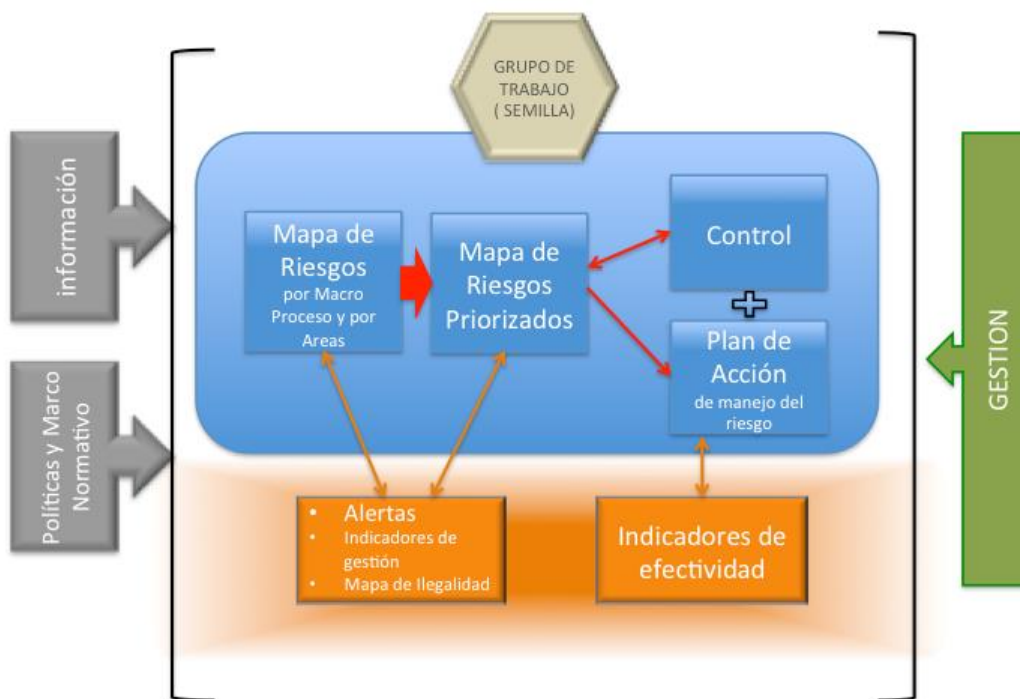 GRUPO DE
TRABAJO
( SEMILLA)
información
Políticas y Marco
Normativo
Mapa de
Riesgos
por Macro
Proceso y por
Areas
Mapa de
Riesgos
Priorizados
Control
Plan de
Acción
de manejo del
riesgo
• Alertas
• Indicadores de
gestión
• Mapa de Ilegalidad
Indicadores de
efectividad
GESTION